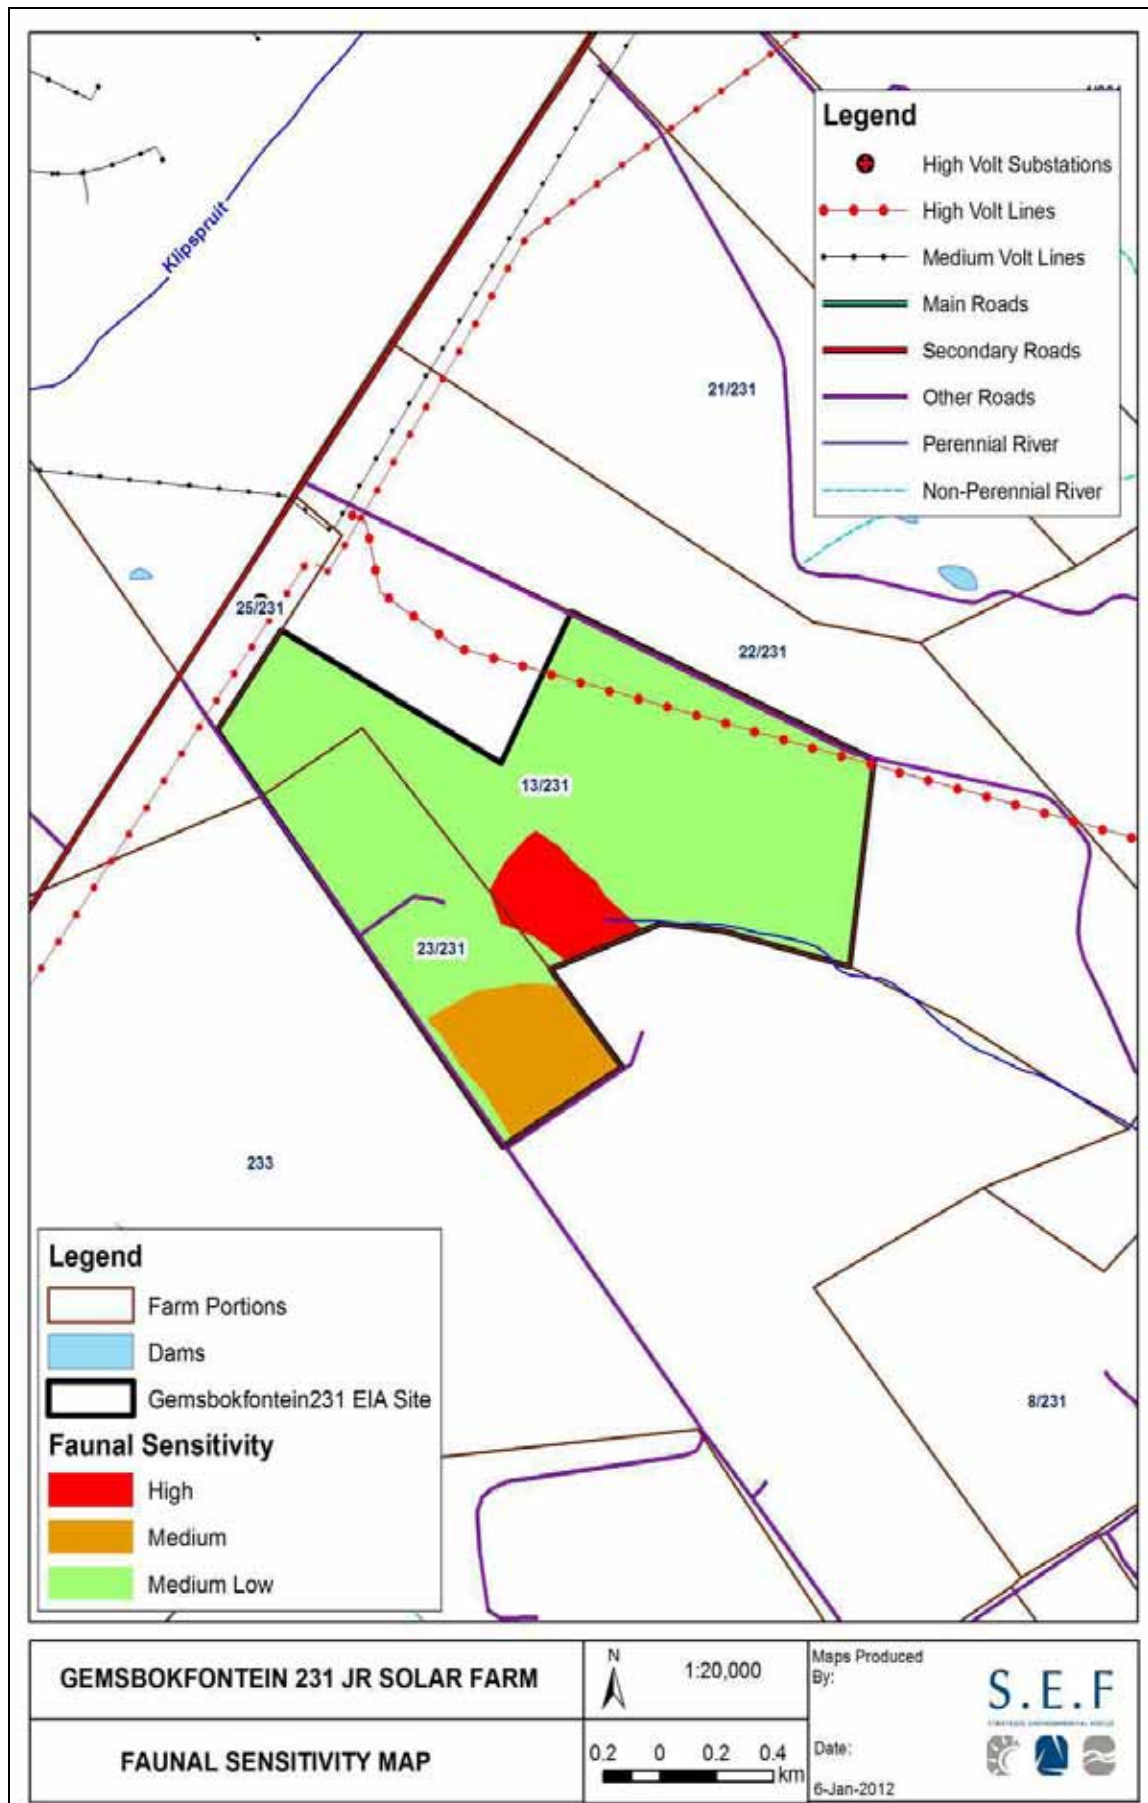 Legend
High Volt Substations
High Volt Lines
Medium Volt Lines
Main Roads
Secondary Roads
Other Roads
Perennial River
Non-Perennial River
Klipspruit
21/231
25/231
22/231
13/231
23/231
233
8/231
Legend
Farm Portions
Dams
Gemsbokfontein231 EIA Site
Faunal Sensitivity
High
Medium
Medium Low
GEMSBOKFONTEIN 231 JR SOLAR FARM
FAUNAL SENSITIVITY MAP
N
1:20,000
0.2 0 0.2 0.4
km
Maps Produced
By:
S.E.F
STRATEGIC ENVIRONMENTAL FOCUS
Date:
6-Jan-2012